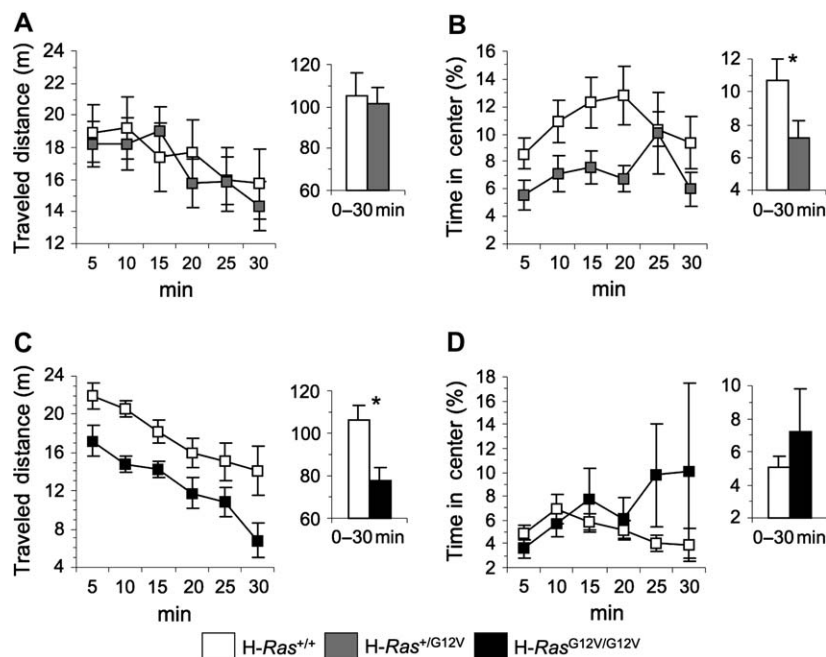 A
Traveled distance (m)
24
22
20
18
16
14
12
5 10 15 20 25 30
min
120
100
80
60
0–30 min
B
Time in center (%)
16
14
12
10
8
6
4
2
5 10 15 20 25 30
min
12
10
8
6
4
*
0–30 min
C
Traveled distance (m)
24
20
16
12
8
4
5 10 15 20 25 30
min
120
100
80
60
*
0–30 min
D
Time in center (%)
18
16
14
12
10
8
6
4
2
5 10 15 20 25 30
min
10
8
6
4
2
0–30 min
H-Ras+/+ H-Ras+/G12V H-RasG12V/G12V